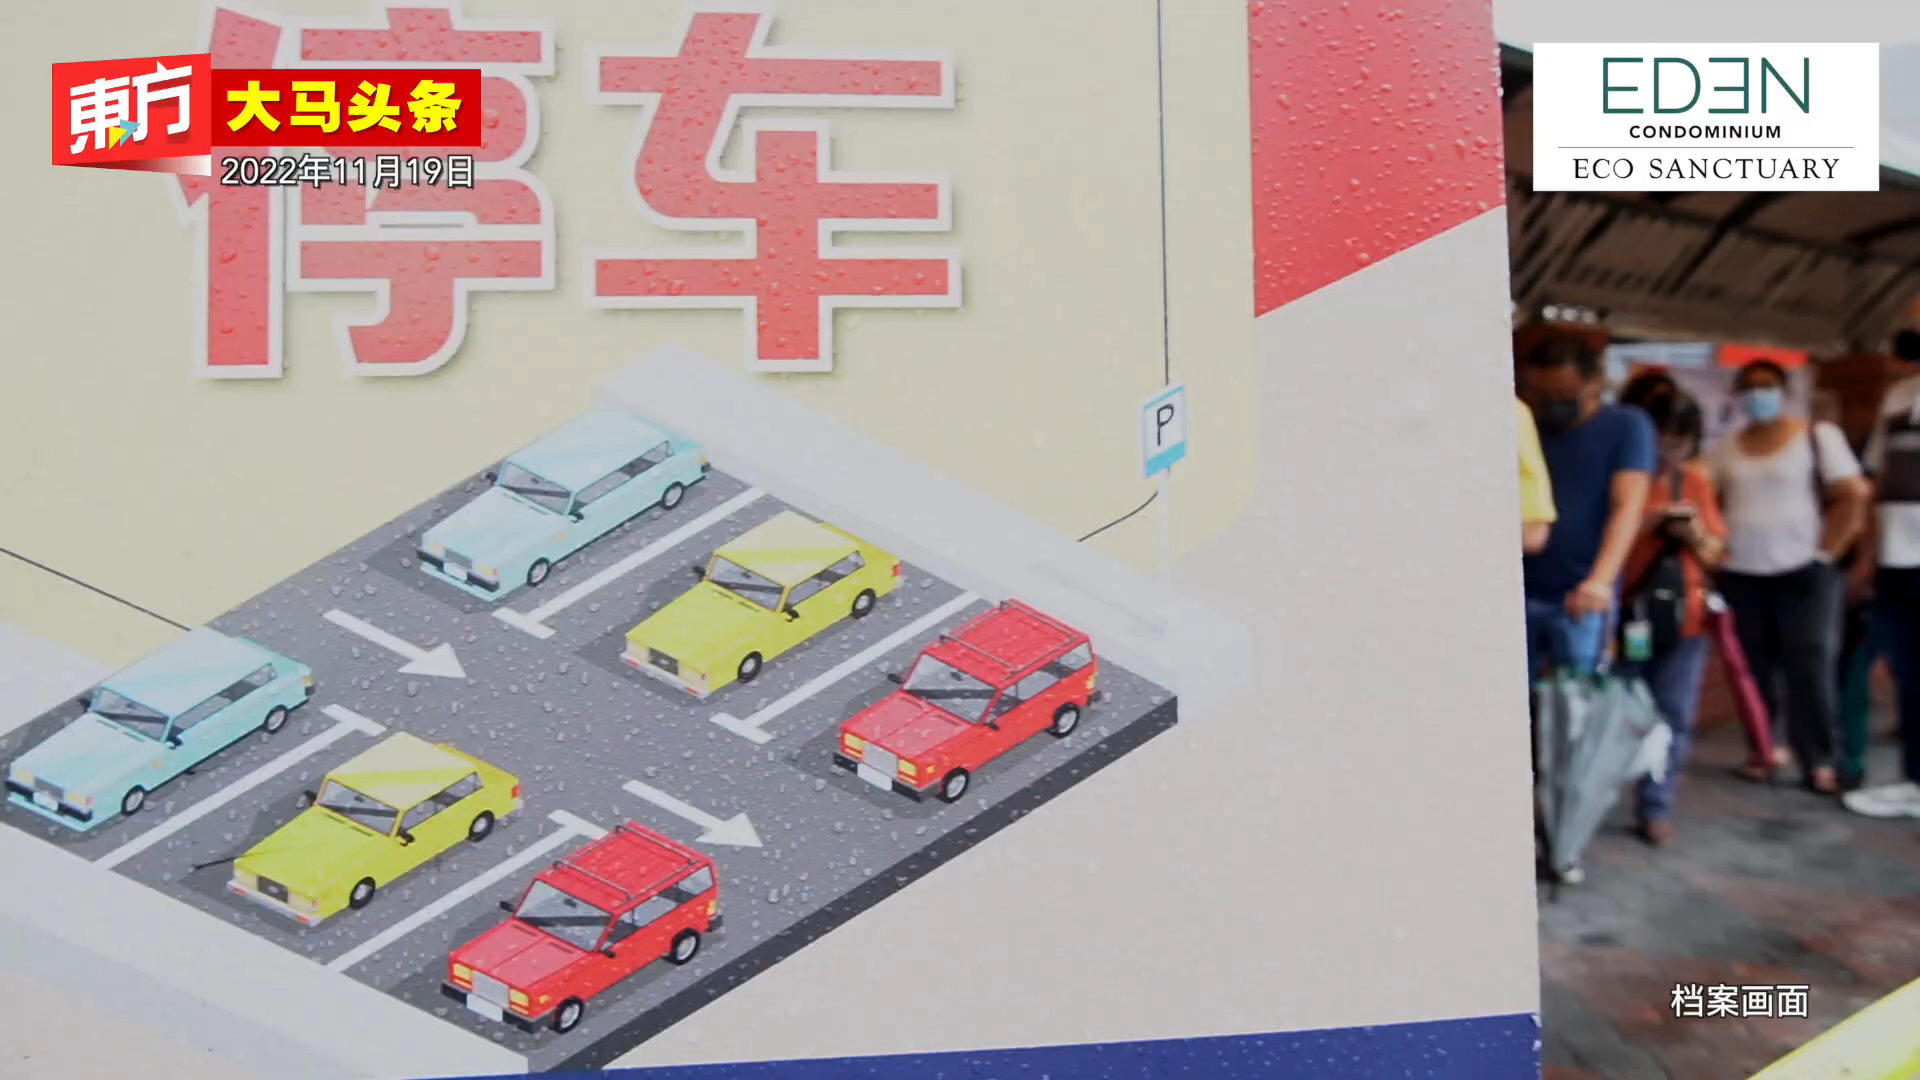 停车
東方 大马头条
2022年11月19日
EDEN
CONDOMINIUM
ECO SANCTUARY
P
档案画面